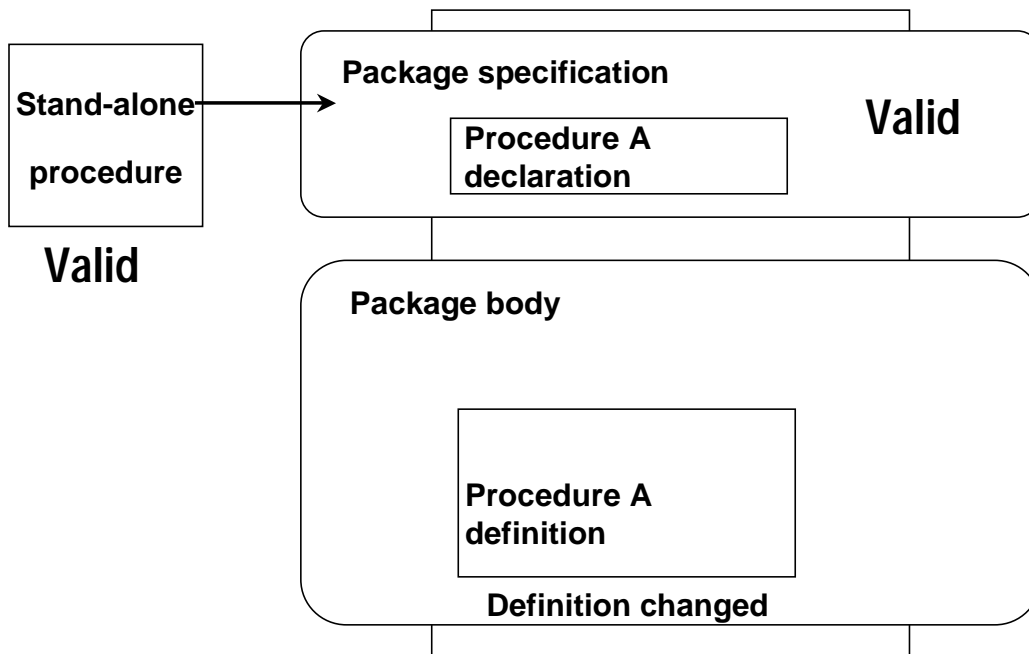 Package specification
Stand-alone
procedure
Valid
Procedure A
declaration
Valid
Package body
Procedure A
definition
Definition changed